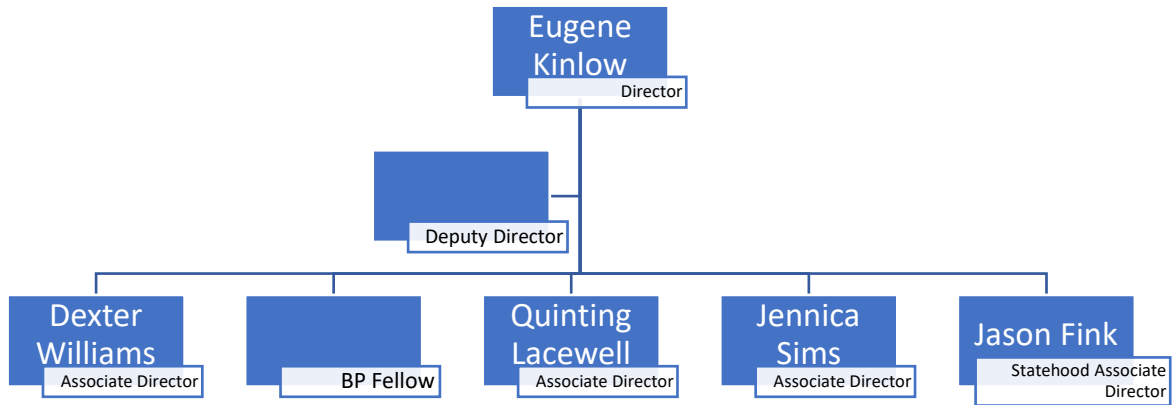 Eugene
Kinlow
Director
Deputy Director
Dexter
Williams
Associate Director
BP Fellow
Quinting
Lacewell
Associate Director
Jennica
Sims
Associate Director
Jason Fink
Statehood Associate
Director